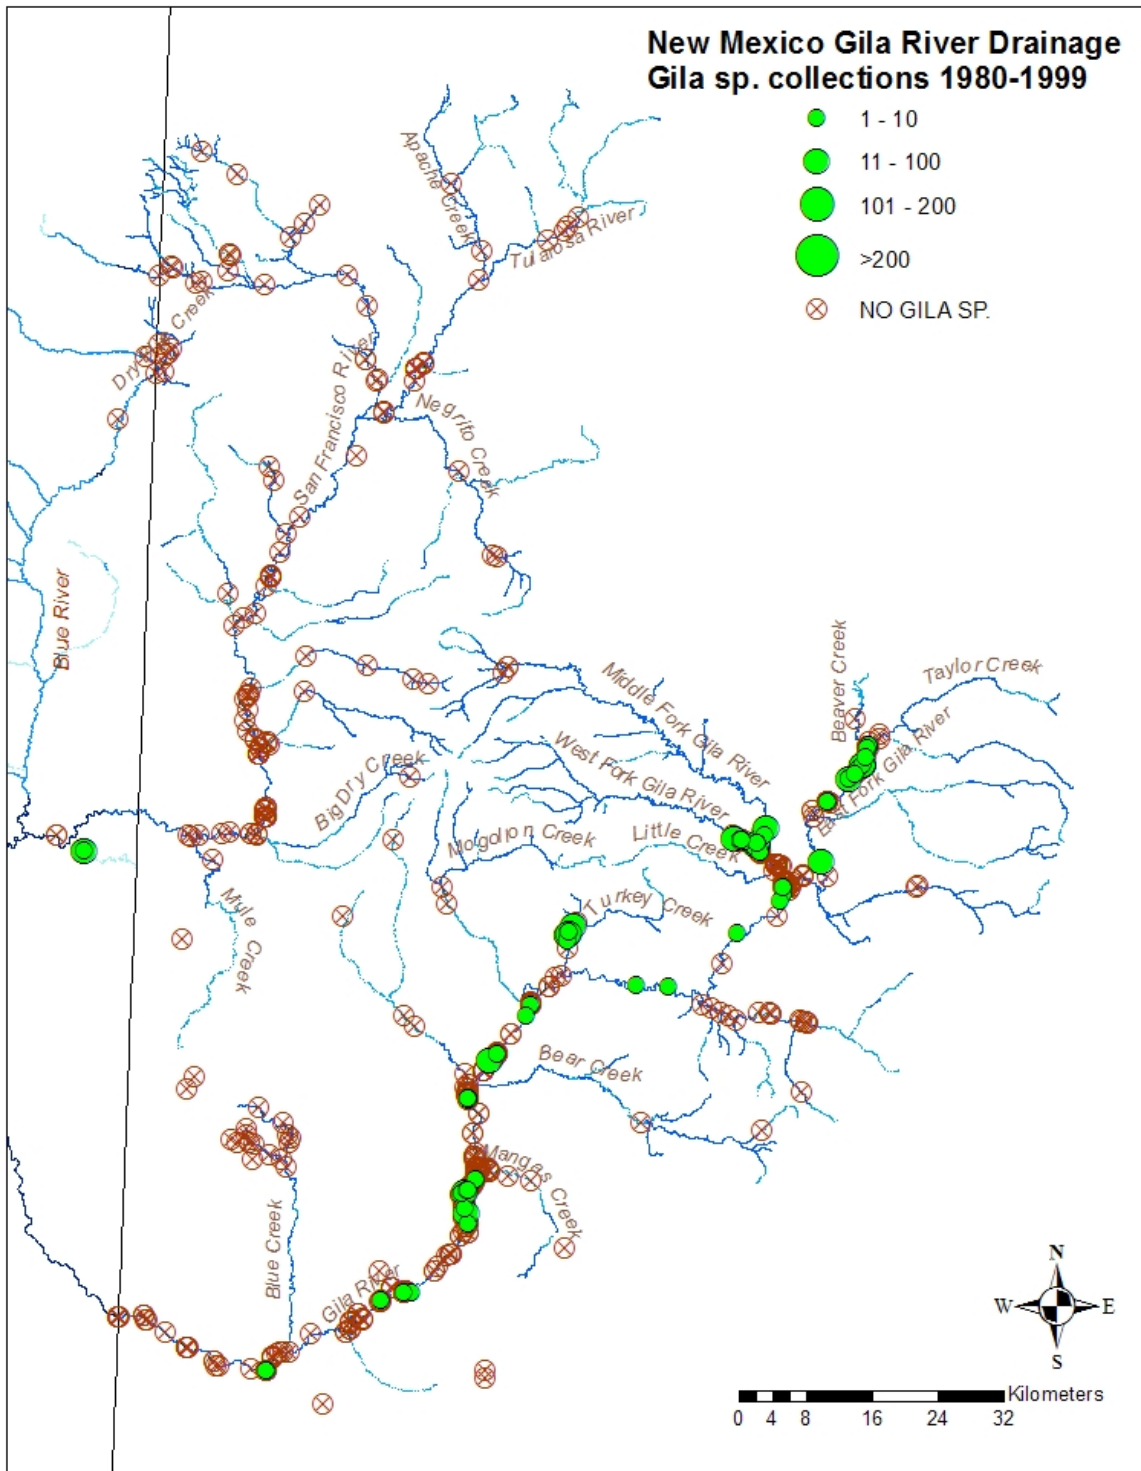 New Mexico Gila River Drainage
Gila sp. collections 1980-1999
1 - 10
11 - 100
101 - 200
>200
NO GILA SP.
Apache Creek
Tularosa River
Dry
Creek
San Francisco River
Negrito Creek
Blue River
Middle Fork Gila River
Beaver Creek
Taylor Creek
West Fork Gila River
East Fork Gila River
Big Dry Creek
Mogollon Creek
Little Creek
Mule Creek
Turkey Creek
Bear Creek
Mangas Creek
Blue Creek
Gila River
N
W
E
S
Kilometers
0 4 8 16 24 32